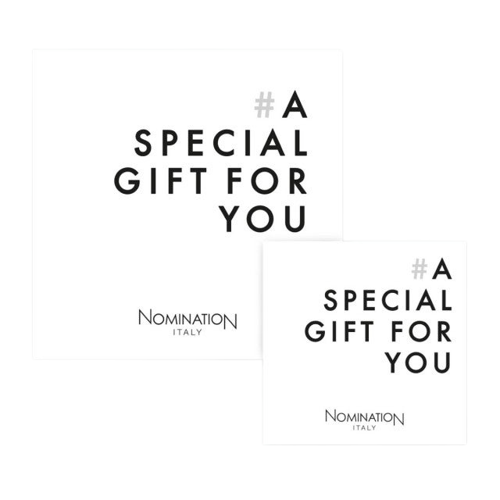 #A
SPECIAL
GIFT FOR
YOU
NOMINATION
ITALY
#A
SPECIAL
GIFT FOR
YOU
NOMINATION
ITALY